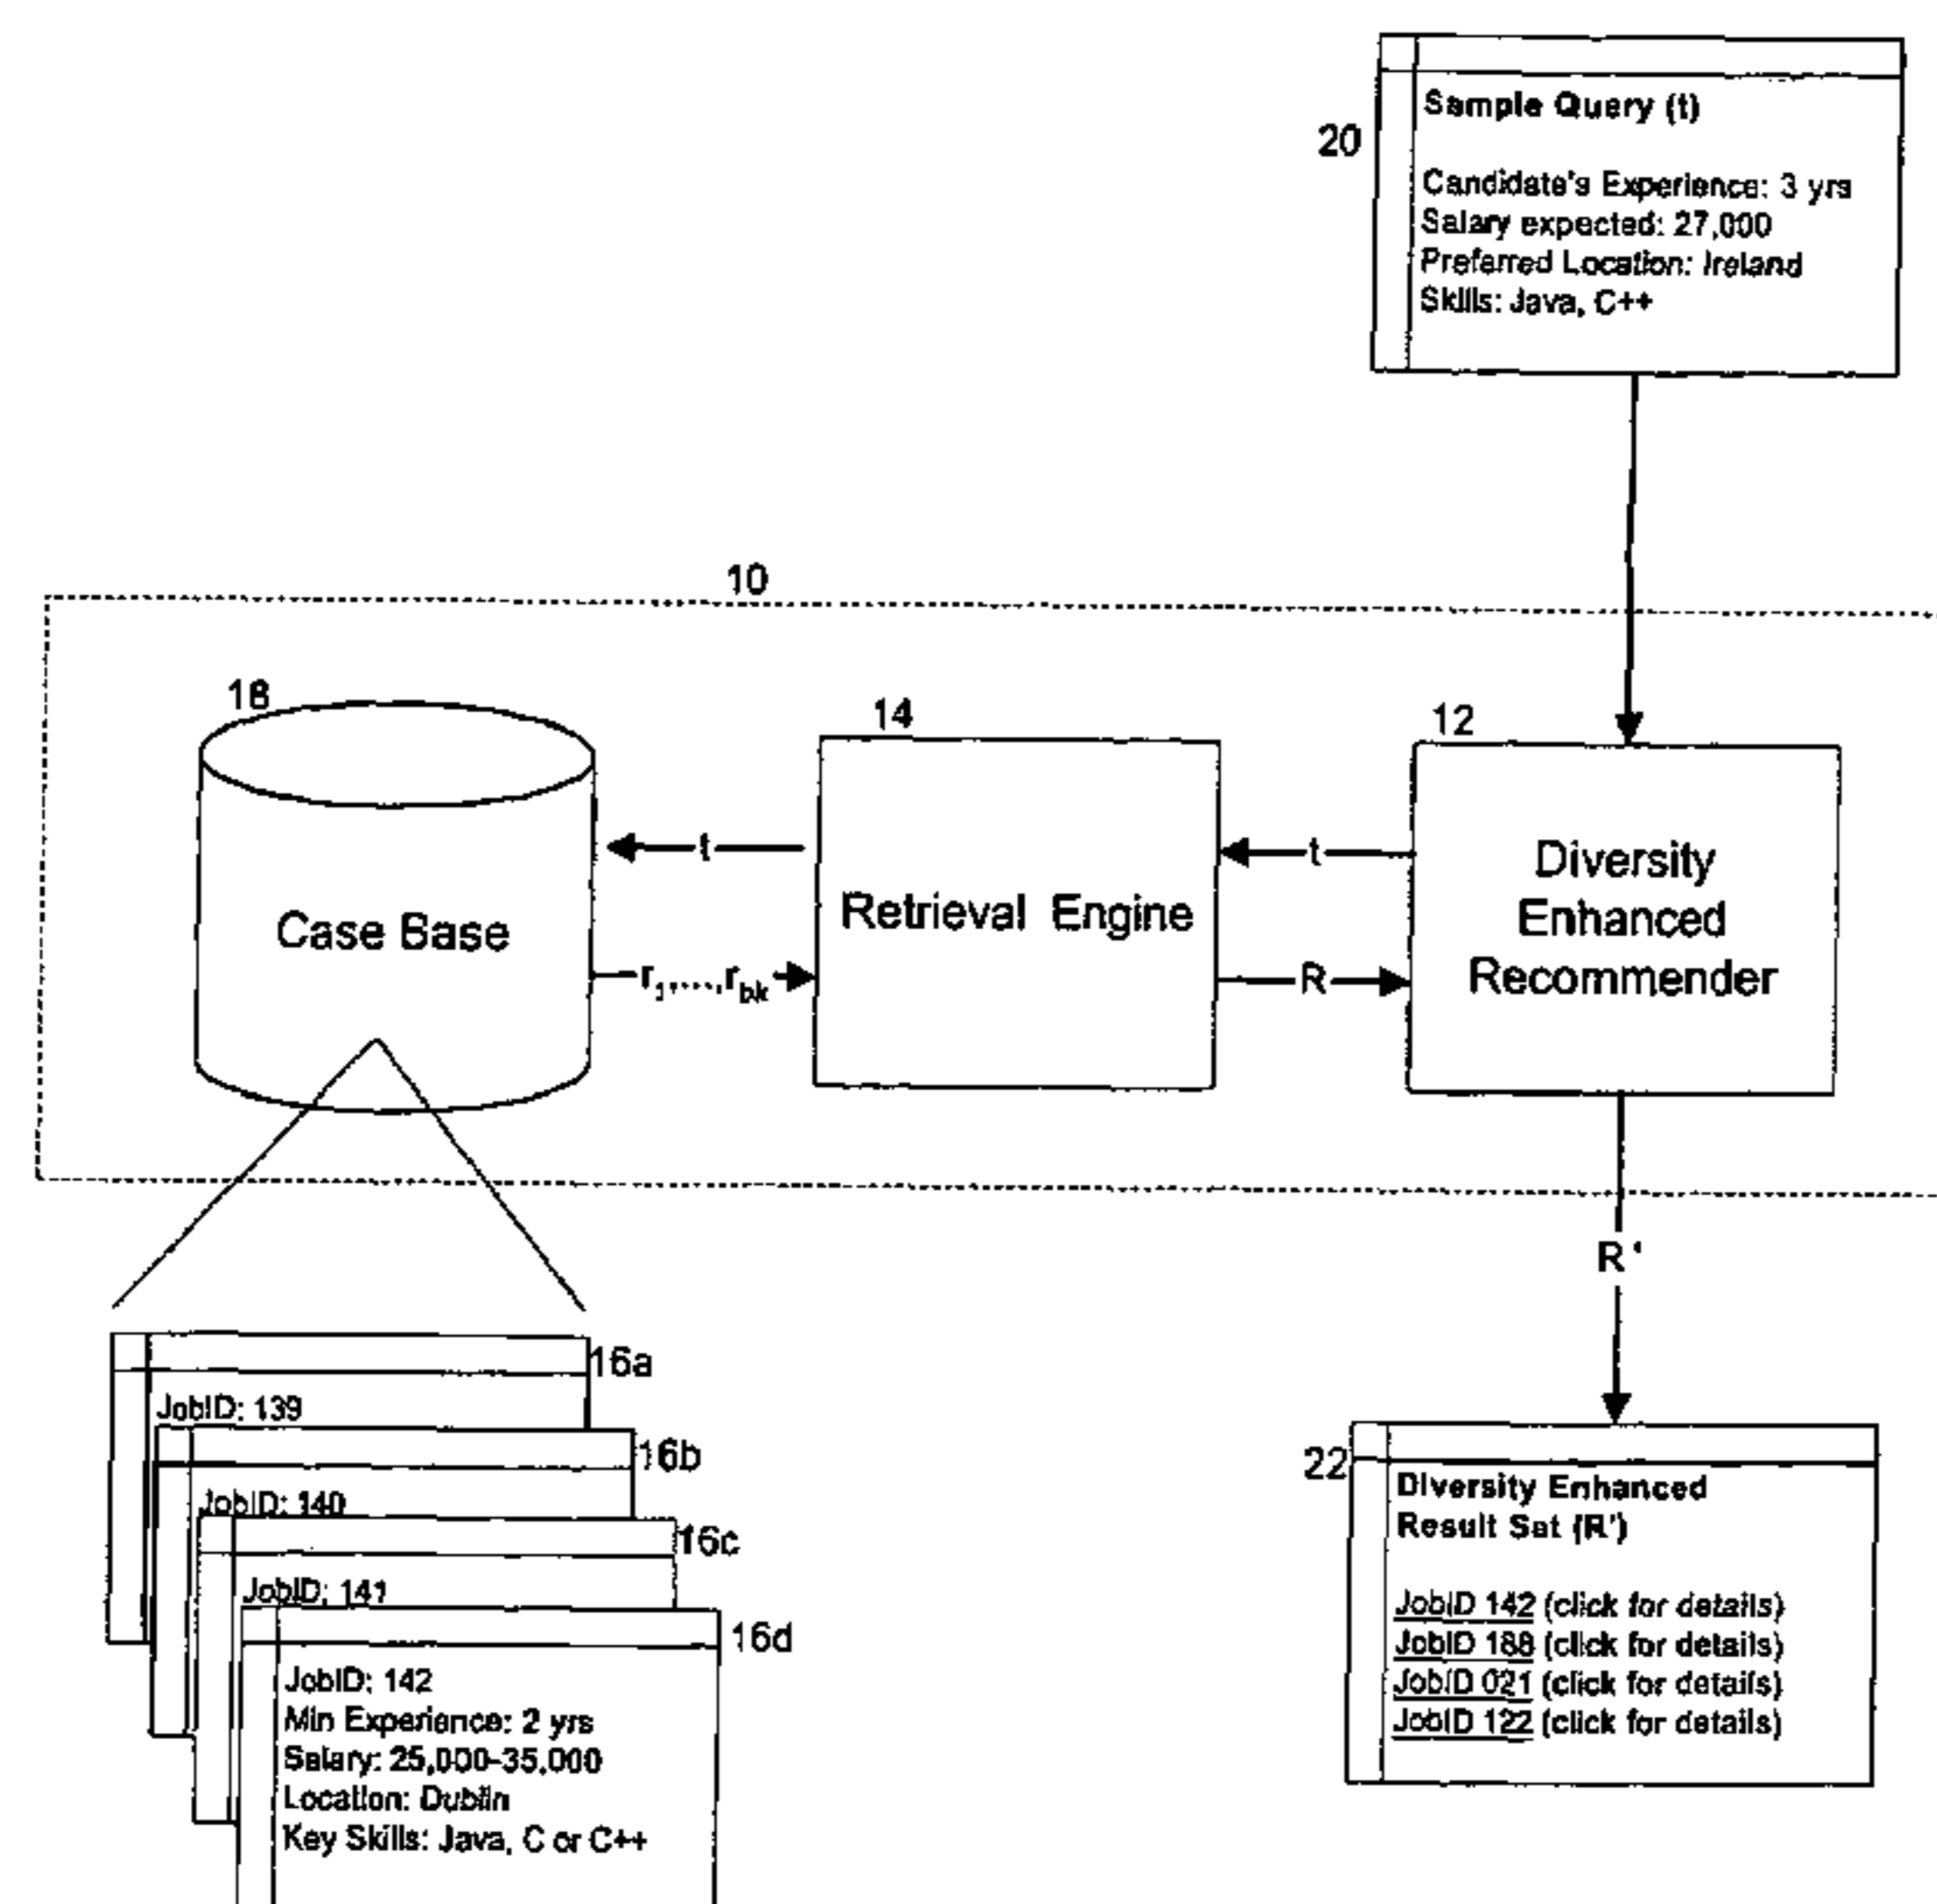 20
Sample Query (t)
Candidate's Experience: 3 yrs
Salary expected: 27,000
Preferred Location: Ireland
Skills: Java, C++
10
18
14
12
Case Base
t
r1,....,rbk
Retrieval Engine
t
R
Diversity
Enhanced
Recommender
R'
16a
JobID: 139
16b
JobID: 140
16c
JobID: 141
16d
JobID: 142
Min Experience: 2 yrs
Salary: 25,000-35,000
Location: Dublin
Key Skills: Java, C or C++
22
Diversity Enhanced
Result Set (R')
JobID 142 (click for details)
JobID 188 (click for details)
JobID 021 (click for details)
JobID 122 (click for details)